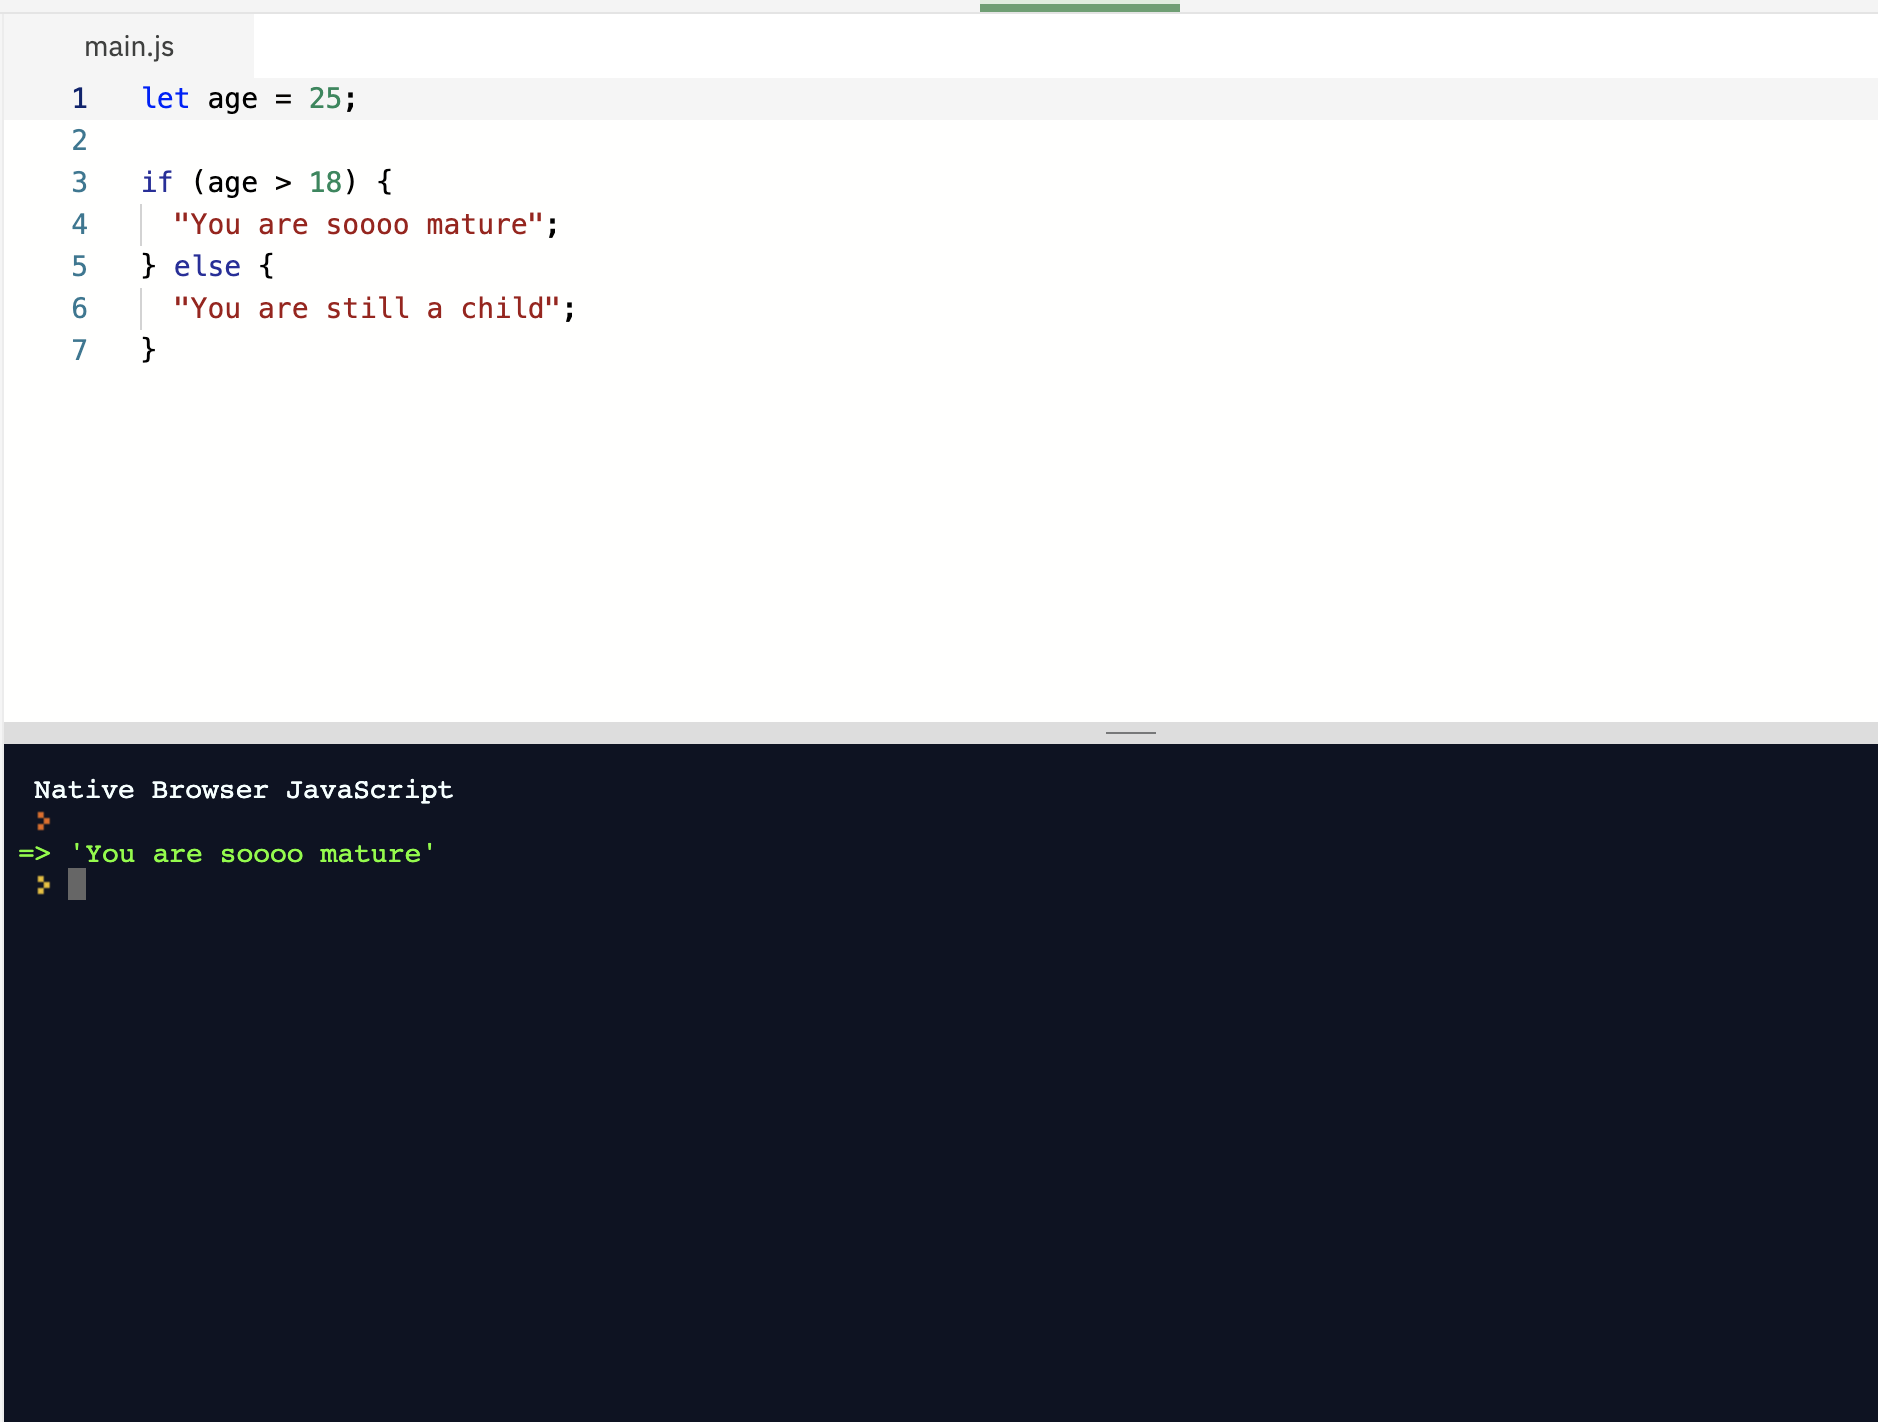 main.js
1 let age = 25;
2
3 if (age > 18) {
4 "You are soooo mature";
5 } else {
6 "You are still a child";
7 }
Native Browser JavaScript
=> 'You are soooo mature'